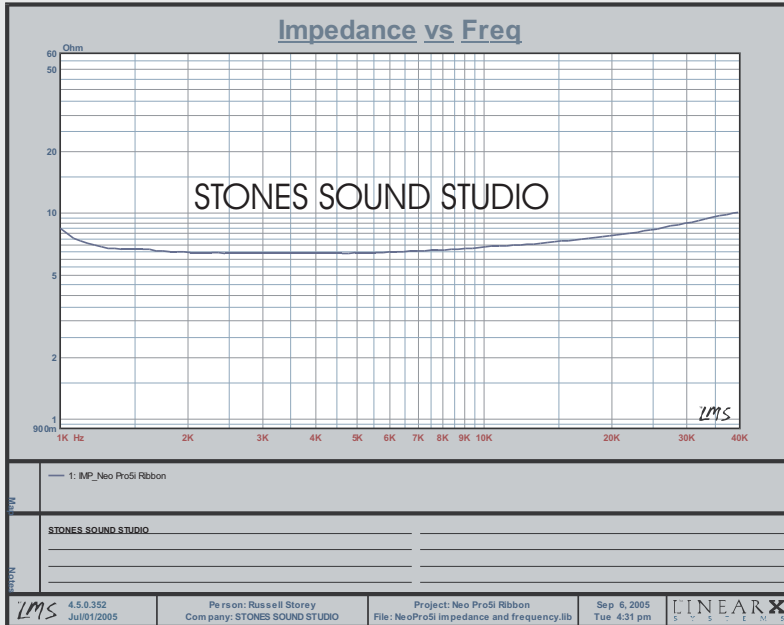 Impedance vs Freq
Ohm
60
50
20
STONES SOUND STUDIO
10
5
2
1
900m
LMS
1K Hz 2K 3K 4K 5K 6K 7K 8K 9K 10K 20K 30K 40K
1: IMP_Neo Pro5i Ribbon
Map
STONES SOUND STUDIO
Notes
LMS
4.5.0.352
Jul/01/2005
Person: Russell Storey
Company: STONES SOUND STUDIO
Project: Neo Pro5i Ribbon
File: NeoPro5i impedance and frequency.lib
Sep 6, 2005
Tue 4:31 pm
LINEARX
SYSTEMS